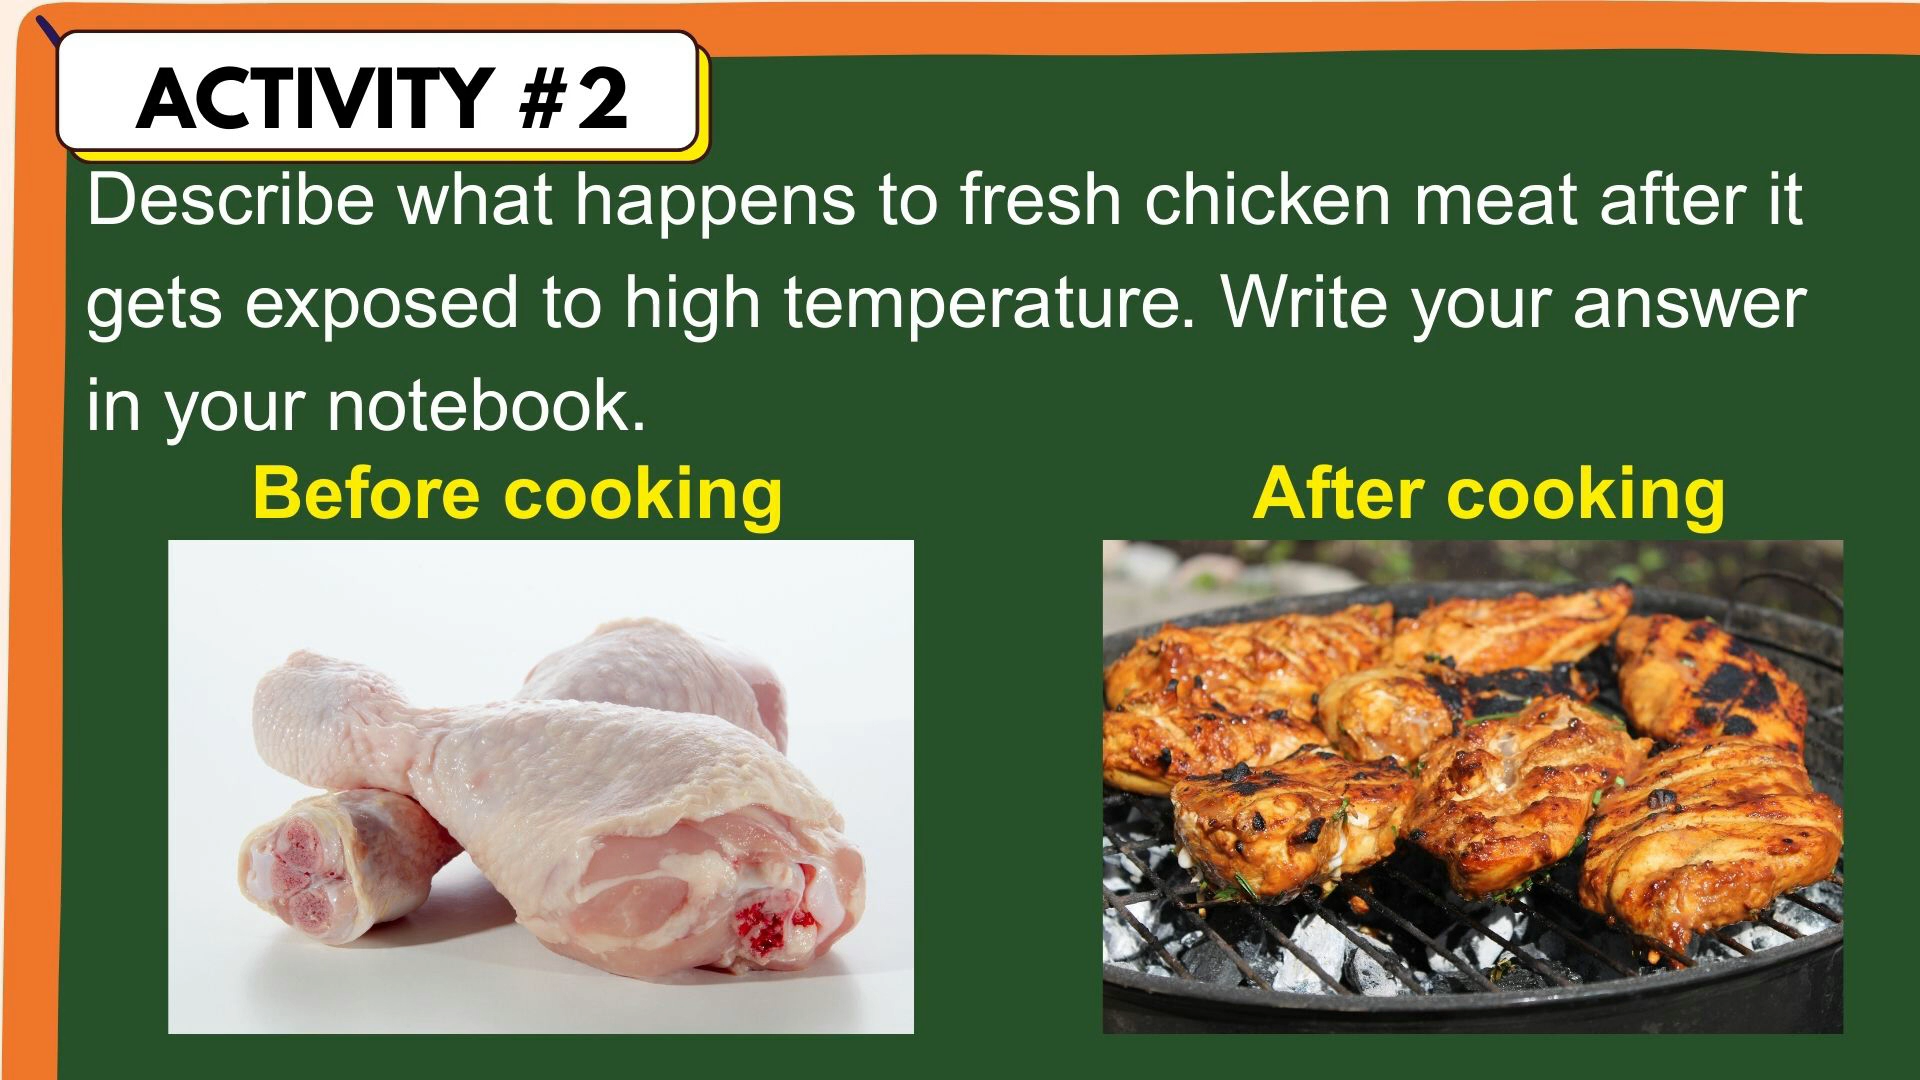 ACTIVITY #2
Describe what happens to fresh chicken meat after it
gets exposed to high temperature. Write your answer
in your notebook.
Before cooking
After cooking